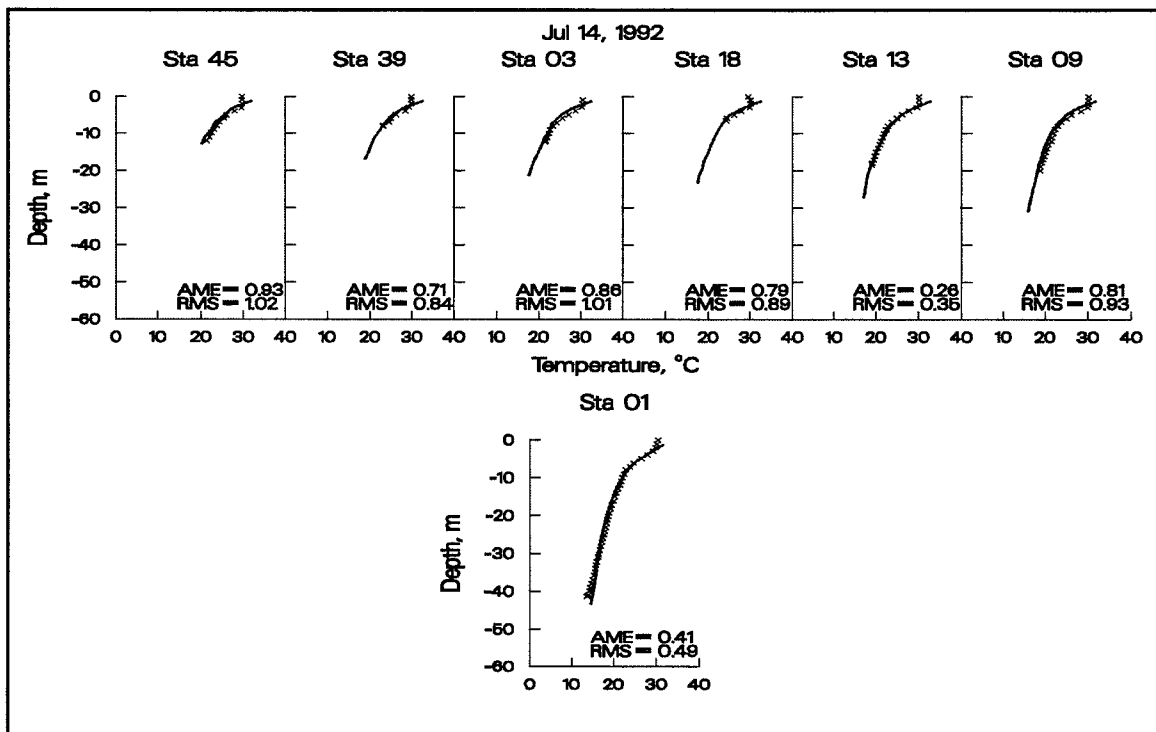 Jul 14, 1992
Sta 45 Sta 39 Sta 03 Sta 18 Sta 13 Sta 09
0
-10
-20
-30
-40
-50
-60
Depth, m
AME= 0.93 AME= 0.71 AME= 0.86 AME= 0.79 AME= 0.26 AME= 0.81
RMS= 1.02 RMS= 0.84 RMS= 1.01 RMS= 0.89 RMS= 0.35 RMS= 0.93
0 10 20 30 40 0 10 20 30 40 0 10 20 30 40 0 10 20 30 40 0 10 20 30 40 0 10 20 30 40
Temperature, °C
Sta 01
0
-10
-20
-30
-40
-50
-60
Depth, m
AME= 0.41
RMS= 0.49
0 10 20 30 40